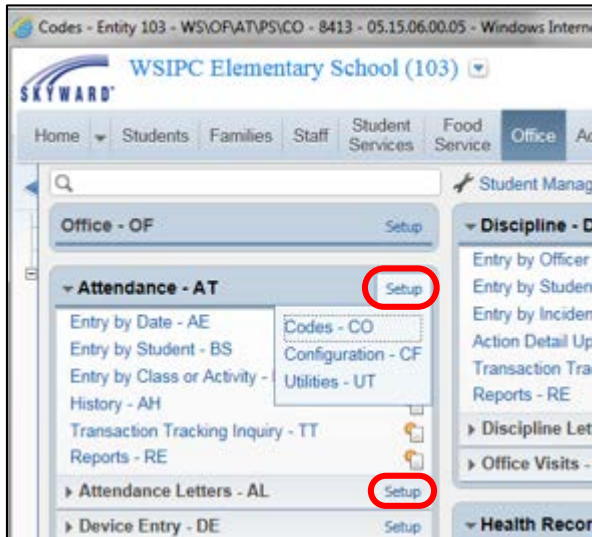 Codes - Entity 103 - WS\OF\AT\PS\CO - 8413 - 05.15.06.00.05 - Windows Intern
SKYWARD
WSIPC Elementary School (103)
Home Students Families Staff Student Services Food Service Office Ac
Student Manag
Office - OF Setup
Attendance - AT Setup
Entry by Date - AE
Entry by Student - BS
Entry by Class or Activity -
History - AH
Transaction Tracking Inquiry - TT
Reports - RE
Codes - CO
Configuration - CF
Utilities - UT
Attendance Letters - AL Setup
Device Entry - DE Setup
Discipline - D
Entry by Officer
Entry by Studen
Entry by Inciden
Action Detail Up
Transaction Tra
Reports - RE
Discipline Let
Office Visits -
Health Recor